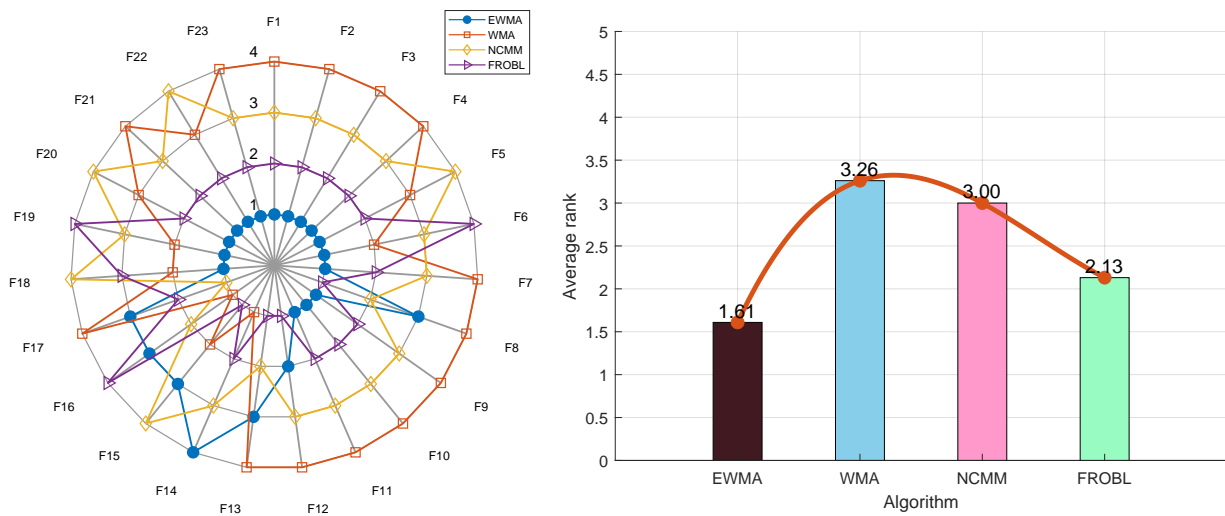 F1
F2
F3
F4
F5
F6
F7
F8
F9
F10
F11
F12
F13
F14
F15
F16
F17
F18
F19
F20
F21
F22
F23
4
3
2
1
EWMA
WMA
NCMM
FROBL
5
4.5
4
3.5
3
2.5
2
1.5
1
0.5
0
Average rank
1.61
3.26
3.00
2.13
EWMA
WMA
NCMM
FROBL
Algorithm